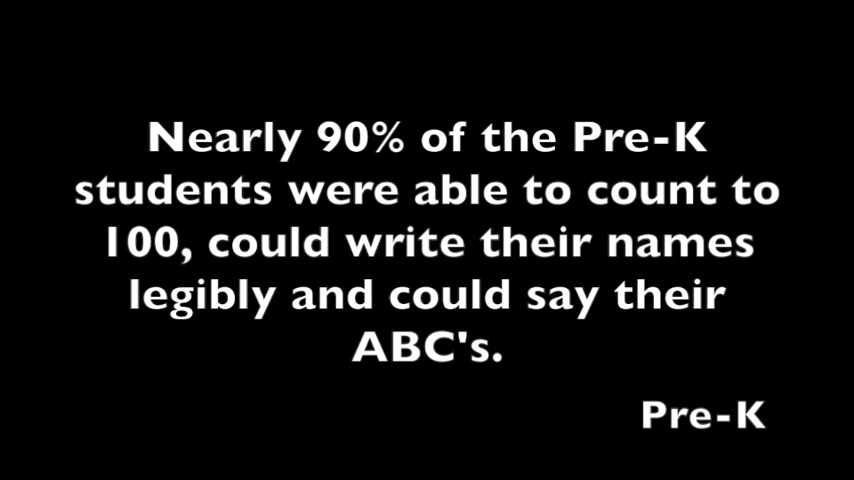 Nearly 90% of the Pre-K
students were able to count to
100, could write their names
legibly and could say their
ABC's.
Pre-K